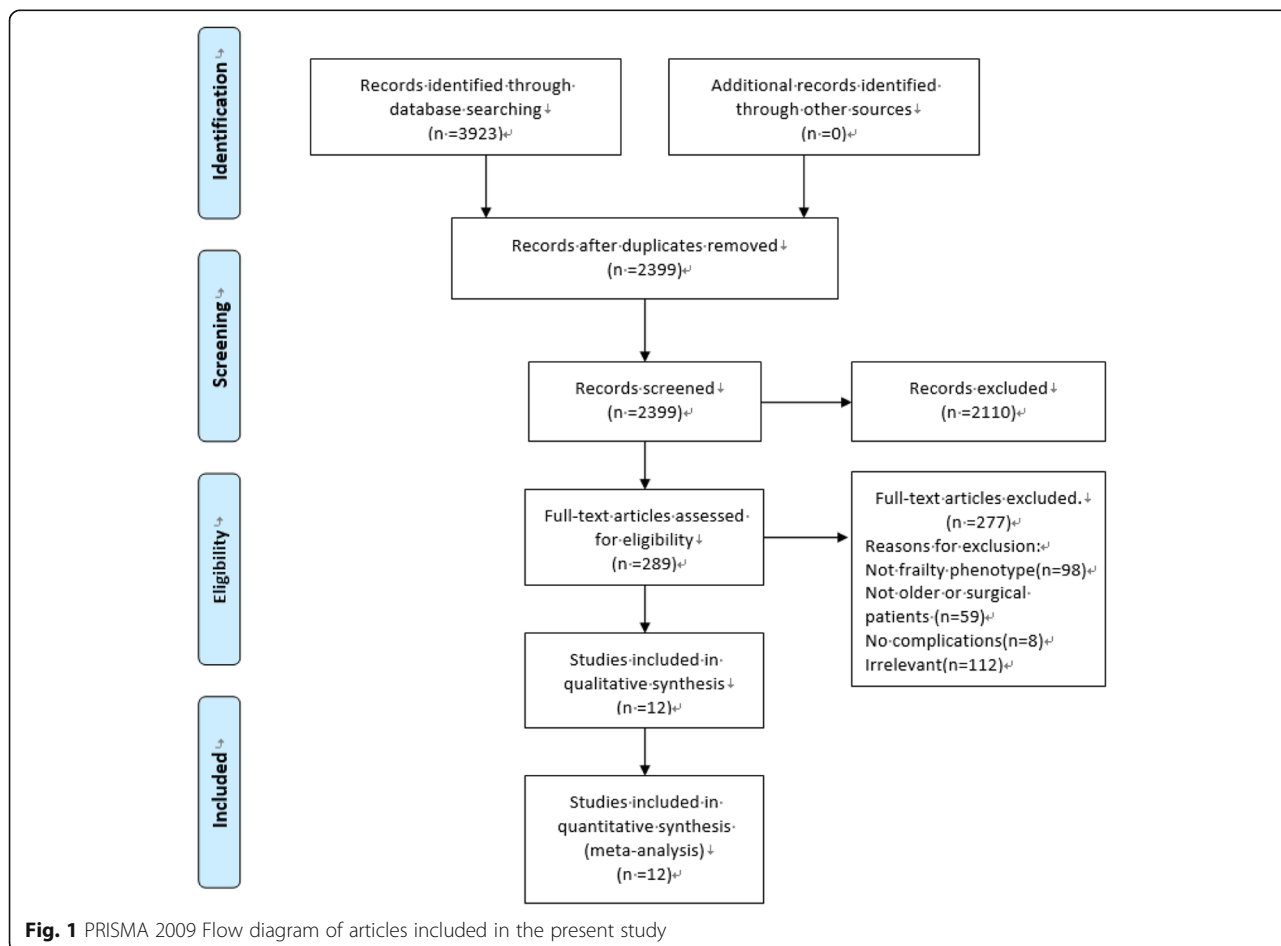 Identification
Records identified through
database searching
(n =3923)
Additional records identified
through other sources
(n =0)
Records after duplicates removed
(n =2399)
Screening
Records screened
(n =2399)
Records excluded
(n =2110)
Eligibility
Full-text articles assessed
for eligibility
(n =289)
Full-text articles excluded.
(n =277)
Reasons for exclusion:
Not frailty phenotype(n=98)
Not older or surgical
patients (n=59)
No complications(n=8)
Irrelevant(n=112)
Studies included in
qualitative synthesis
(n =12)
Included
Studies included in
quantitative synthesis
(meta-analysis)
(n =12)
Fig. 1 PRISMA 2009 Flow diagram of articles included in the present study